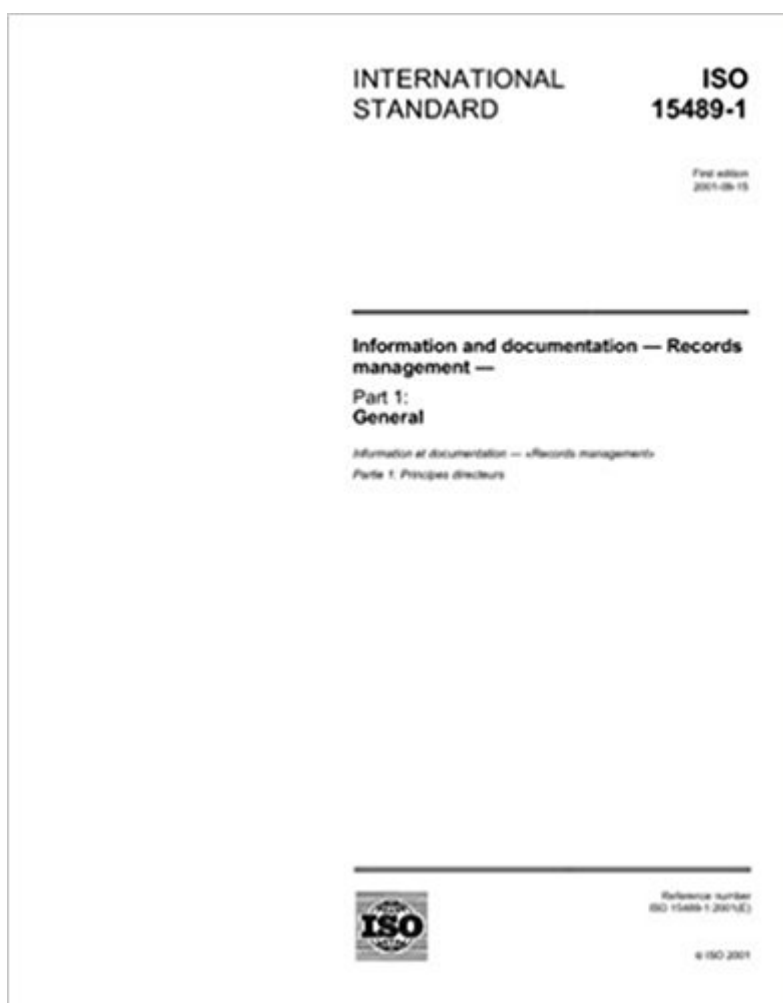 INTERNATIONAL
STANDARD
ISO
15489-1
First edition
2001-09-15
Information and documentation — Records
management —
Part 1:
General
Information et documentation — «Records management»
Partie 1: Principes directeurs
ISO
Reference number
ISO 15489-1:2001(E)
© ISO 2001